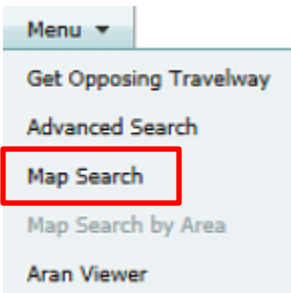 Menu
Get Opposing Travelway
Advanced Search
Map Search
Map Search by Area
Aran Viewer